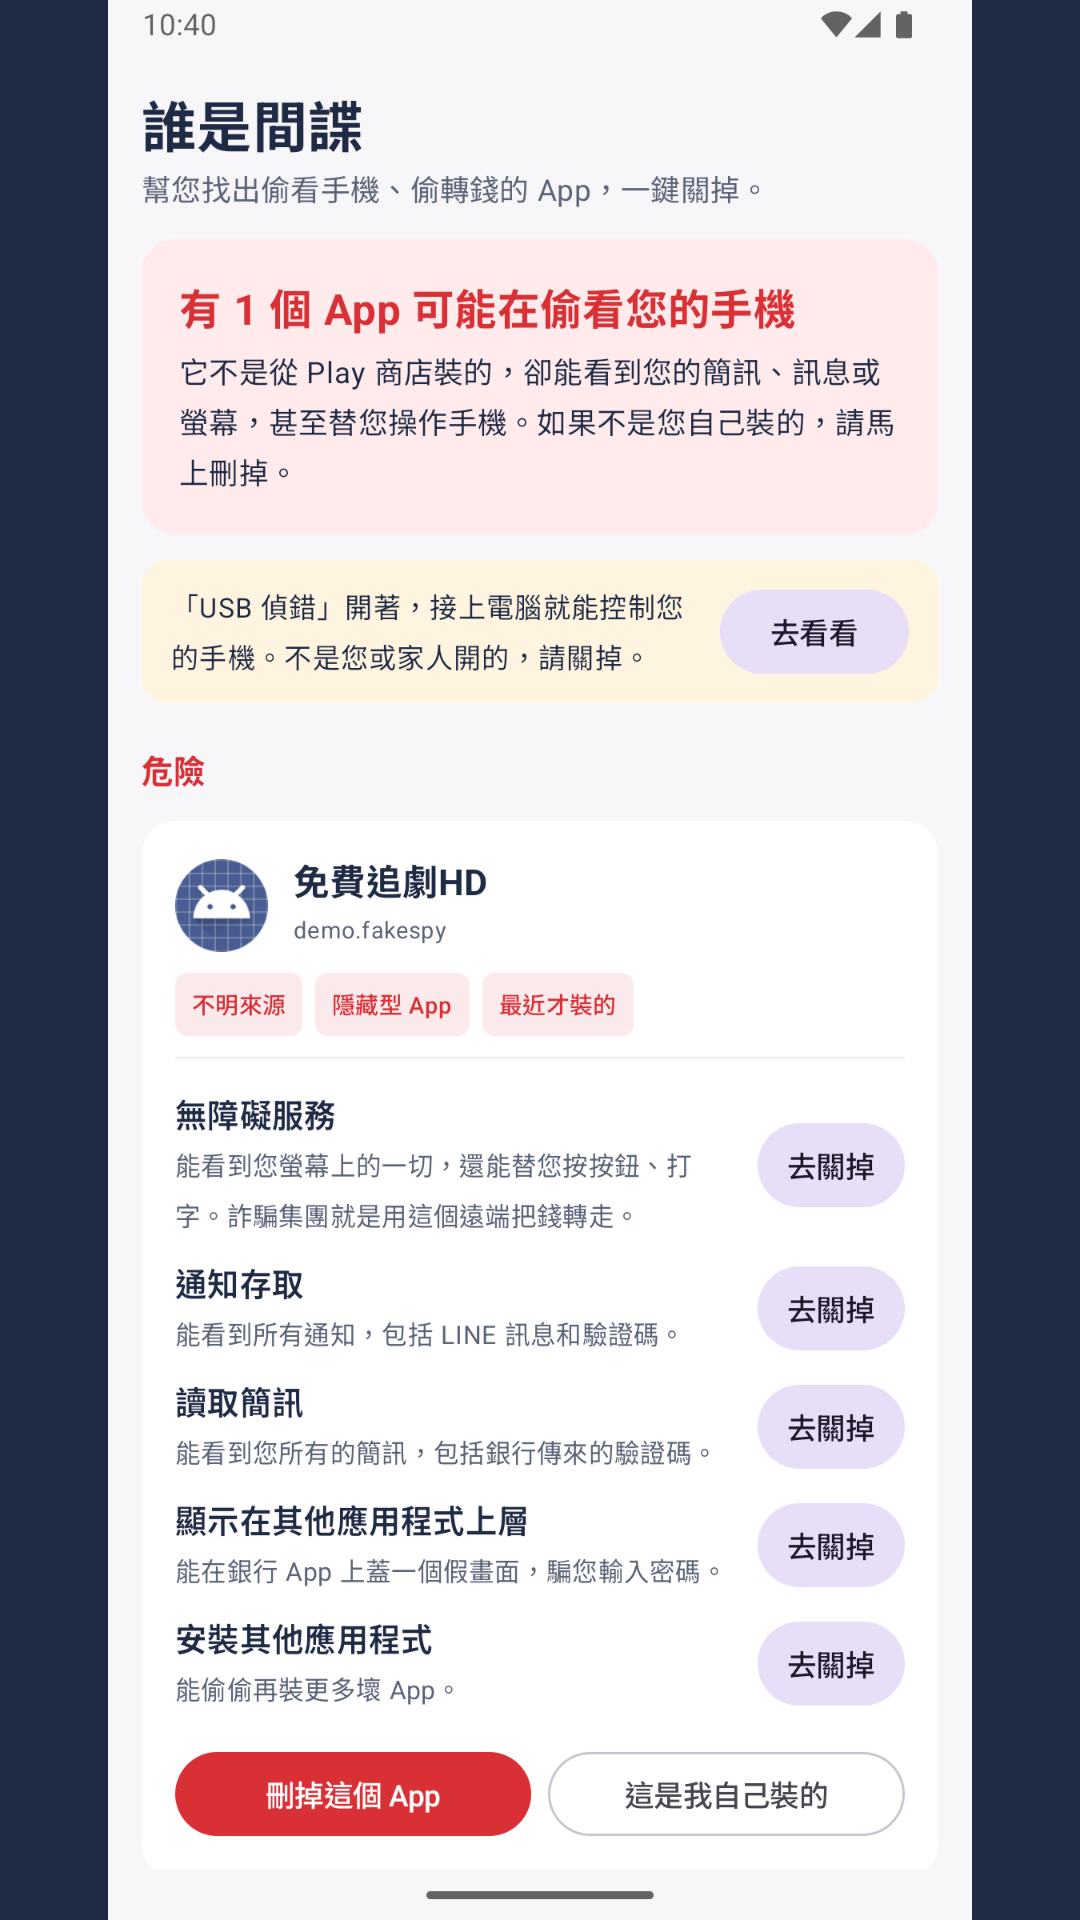 10:40
誰是間諜
幫您找出偷看手機、偷轉錢的 App，一鍵關掉。
有 1 個 App 可能在偷看您的手機
它不是從 Play 商店裝的，卻能看到您的簡訊、訊息或
螢幕，甚至替您操作手機。如果不是您自己裝的，請馬
上刪掉。
「USB 偵錯」開著，接上電腦就能控制您
的手機。不是您或家人開的，請關掉。
去看看
危險
免費追劇HD
demo.fakespy
不明來源
隱藏型 App
最近才裝的
無障礙服務
能看到您螢幕上的一切，還能替您按按鈕、打
字。詐騙集團就是用這個遠端把錢轉走。
去關掉
通知存取
能看到所有通知，包括 LINE 訊息和驗證碼。
去關掉
讀取簡訊
能看到您所有的簡訊，包括銀行傳來的驗證碼。
去關掉
顯示在其他應用程式上層
能在銀行 App 上蓋一個假畫面，騙您輸入密碼。
去關掉
安裝其他應用程式
能偷偷再裝更多壞 App。
去關掉
刪掉這個 App
這是我自己裝的